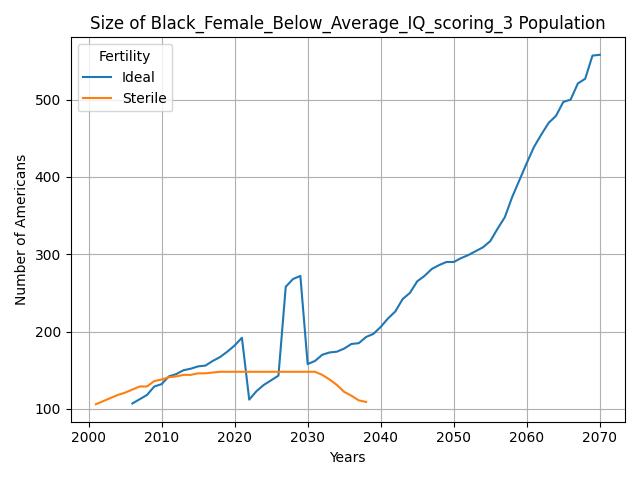 Size of Black_Female_Below_Average_IQ_scoring_3 Population
Fertility
Ideal
Sterile
Number of Americans
500
400
300
200
100
2000 2010 2020 2030 2040 2050 2060 2070
Years